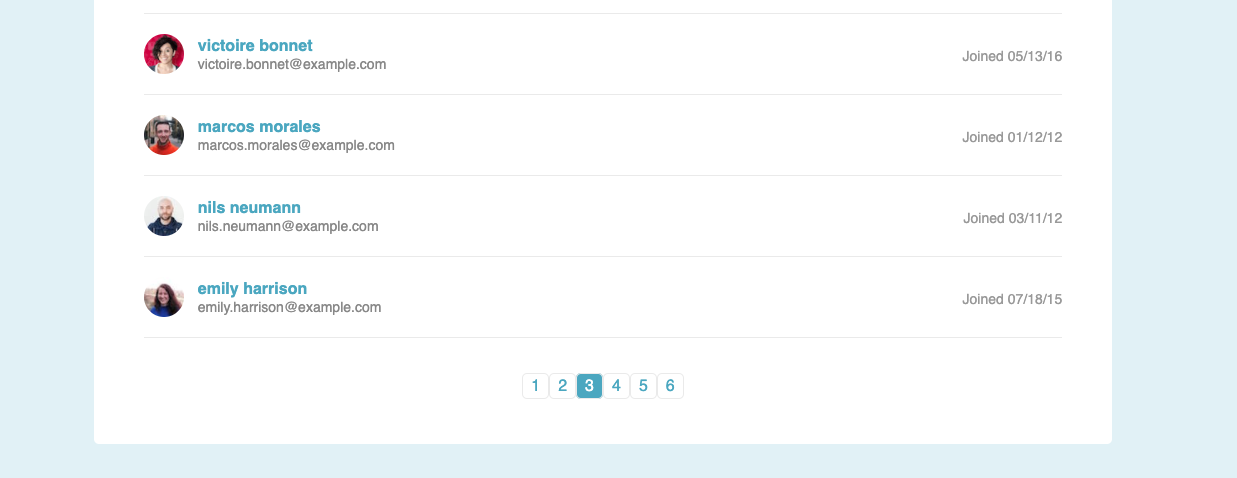 victoire bonnet
victoire.bonnet@example.com
Joined 05/13/16
marcos morales
marcos.morales@example.com
Joined 01/12/12
nils neumann
nils.neumann@example.com
Joined 03/11/12
emily harrison
emily.harrison@example.com
Joined 07/18/15
1 2 3 4 5 6